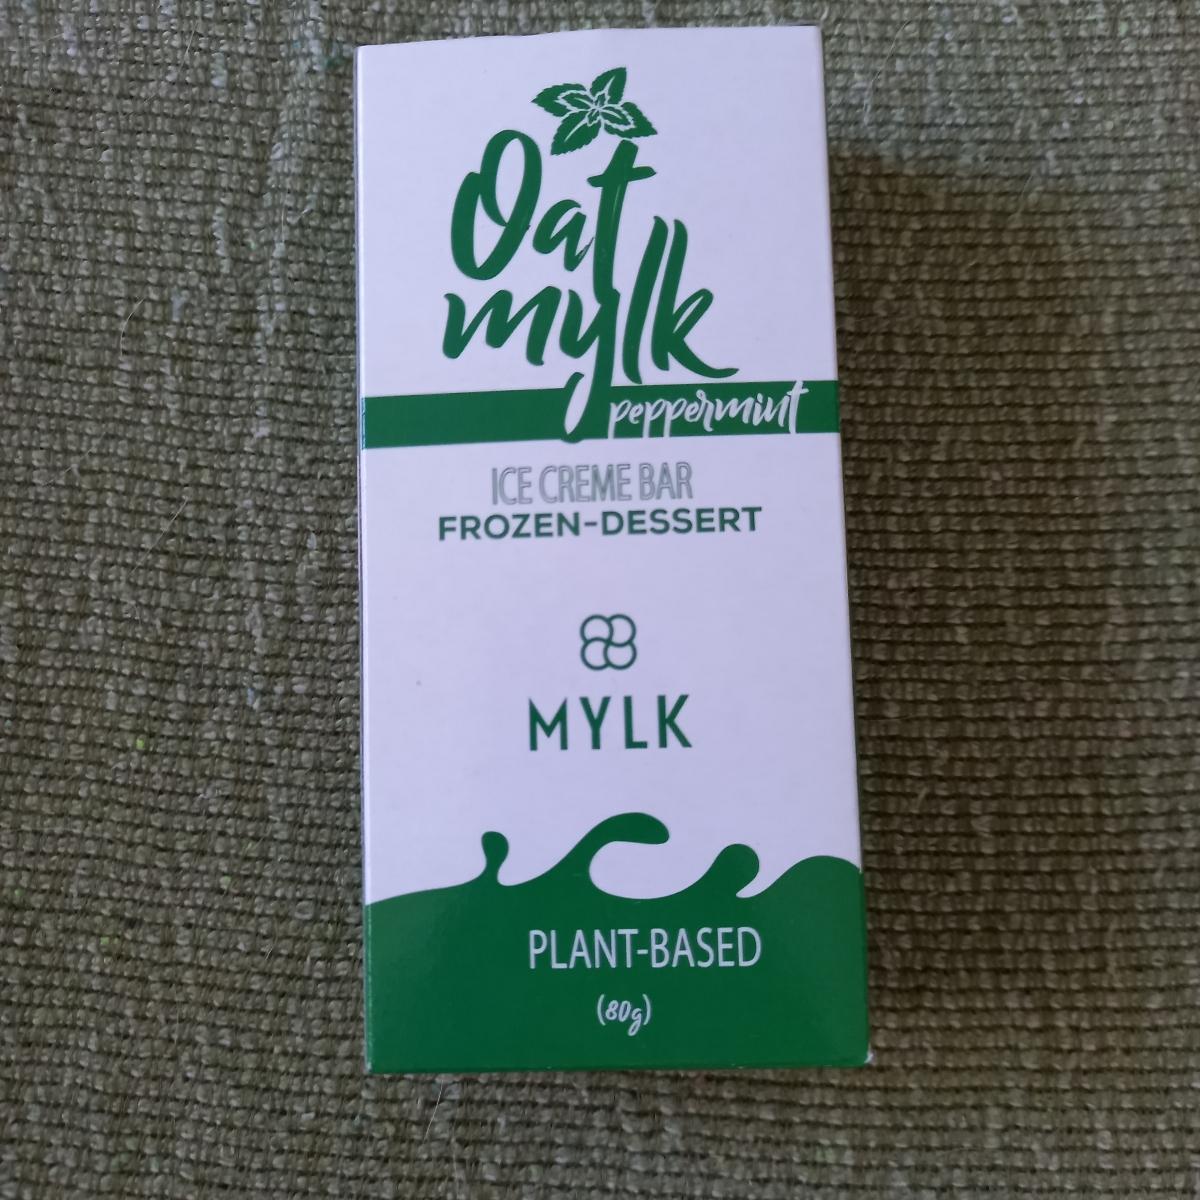 Oat
mylk
peppermint
ICE CREME BAR
FROZEN-DESSERT
MYLK
PLANT-BASED
(80g)